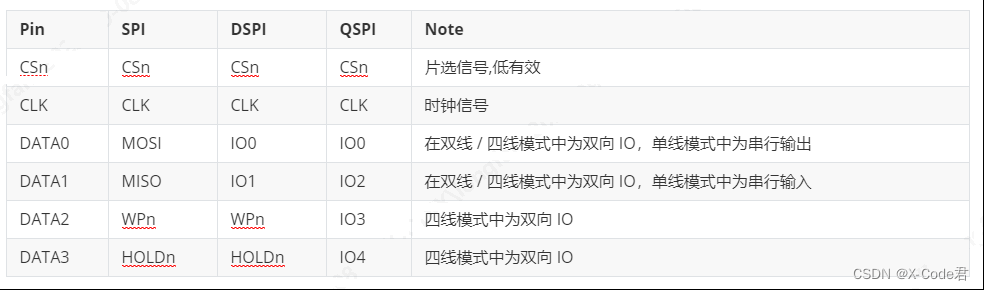 Pin SPI DSPI QSPI Note
CSn CSn CSn CSn 片选信号,低有效
CLK CLK CLK CLK 时钟信号
DATA0 MOSI IO0 IO0 在双线 / 四线模式中为双向 IO，单线模式中为串行输出
DATA1 MISO IO1 IO2 在双线 / 四线模式中为双向 IO，单线模式中为串行输入
DATA2 WPn WPn IO3 四线模式中为双向 IO
DATA3 HOLDn HOLDn IO4 四线模式中为双向 IO
CSDN @X-Code君